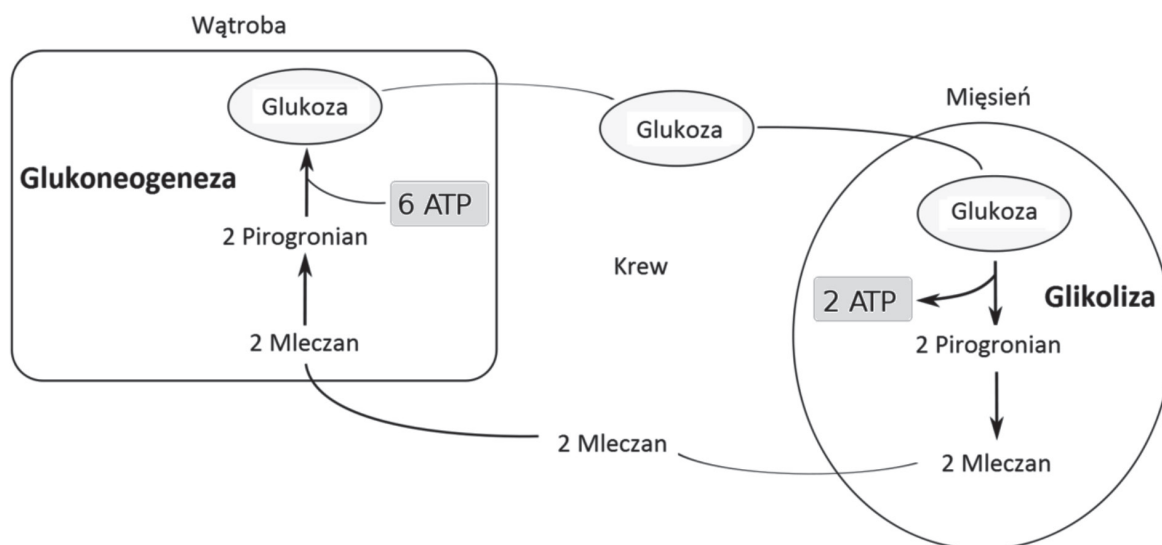 Wątroba
Glukoza
Glukoneogeneza
6 ATP
2 Pirogronian
2 Mleczan
Glukoza
Krew
2 Mleczan
Mięsień
Glukoza
2 ATP
Glikoliza
2 Pirogronian
2 Mleczan